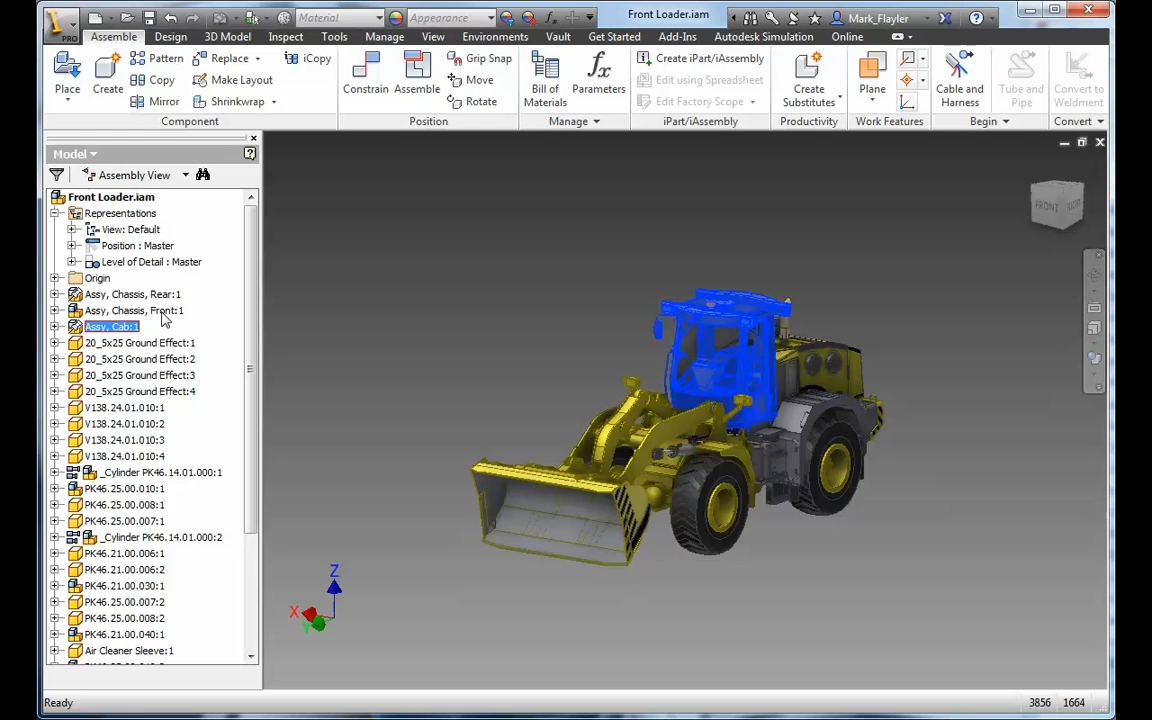 Material
Appearance
Front Loader.iam
Mark_Flayler
PRO
Assemble
Design
3D Model
Inspect
Tools
Manage
View
Environments
Vault
Get Started
Add-Ins
Autodesk Simulation
Online
Place
Create
Pattern
Copy
Mirror
Replace
Make Layout
Shrinkwrap
iCopy
Component
Constrain
Assemble
Grip Snap
Move
Rotate
Position
Bill of
Materials
fx
Parameters
Manage
Create iPart/iAssembly
Edit using Spreadsheet
Edit Factory Scope
iPart/iAssembly
Create
Substitutes
Productivity
Plane
Work Features
Cable and
Harness
Tube and
Pipe
Begin
Convert to
Weldment
Convert
Model
Assembly View
Front Loader.iam
Representations
View: Default
Position : Master
Level of Detail : Master
Origin
Assy, Chassis, Rear:1
Assy, Chassis, Front:1
Assy, Cab:1
20_5x25 Ground Effect:1
20_5x25 Ground Effect:2
20_5x25 Ground Effect:3
20_5x25 Ground Effect:4
V138.24.01.010:1
V138.24.01.010:2
V138.24.01.010:3
V138.24.01.010:4
_Cylinder PK46.14.01.000:1
PK46.25.00.010:1
PK46.25.00.008:1
PK46.25.00.007:1
_Cylinder PK46.14.01.000:2
PK46.21.00.006:1
PK46.21.00.006:2
PK46.21.00.030:1
PK46.25.00.007:2
PK46.25.00.008:2
PK46.21.00.040:1
Air Cleaner Sleeve:1
FRONT
Z
X
Y
Ready
3856
1664